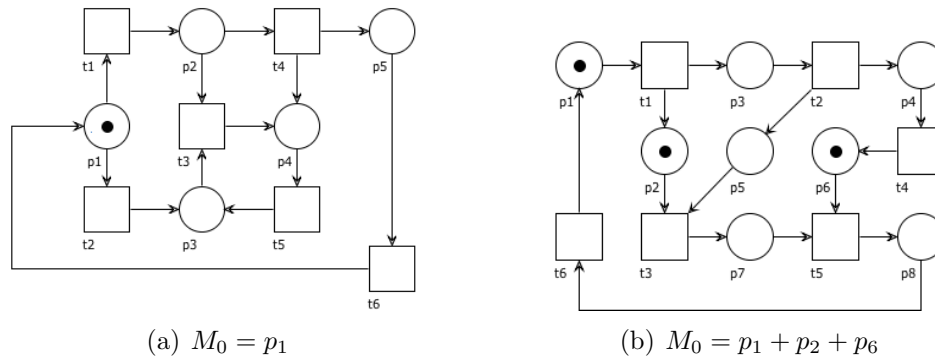 t1
p2
t4
p5
p1
t3
p4
t2
p3
t5
t6
p1
t1
p3
t2
p4
p2
p5
p6
t4
t6
t3
p7
t5
p8
(a) M₀ = p₁
(b) M₀ = p₁ + p₂ + p₆